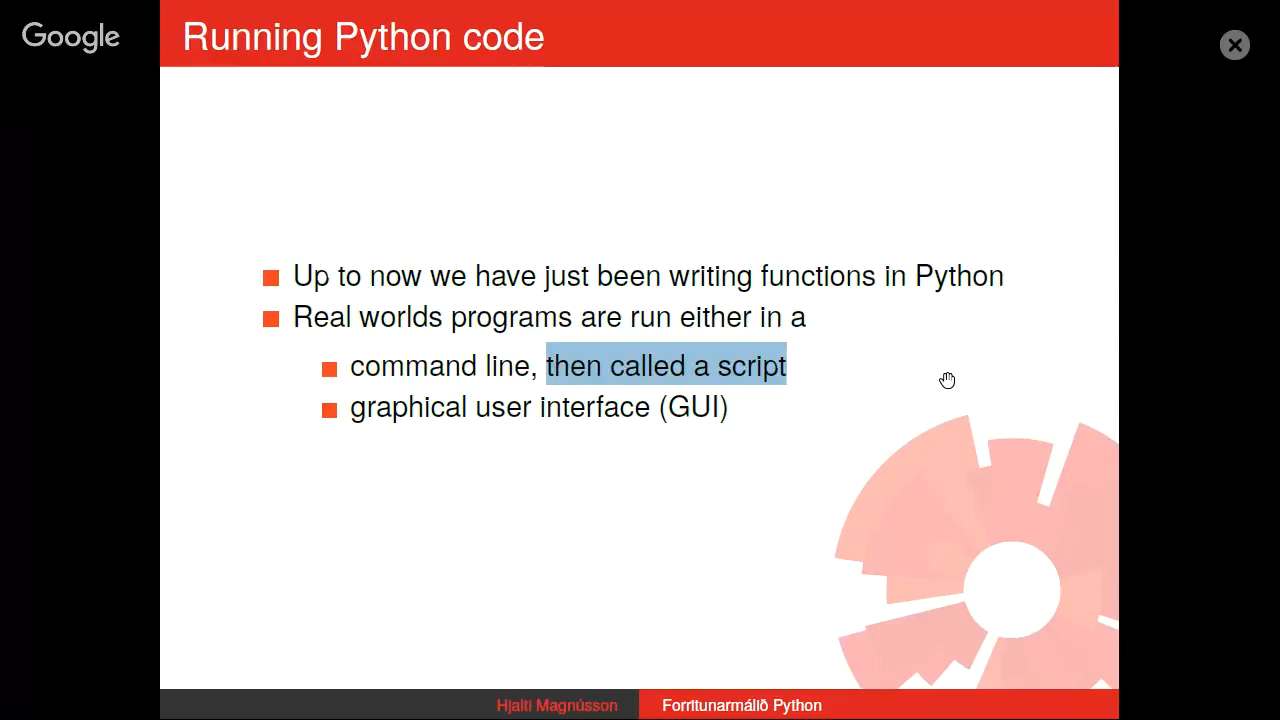 Google
Running Python code
Up to now we have just been writing functions in Python
Real worlds programs are run either in a
command line, then called a script
graphical user interface (GUI)
Hjalti Magnússon
Forritunarmálið Python